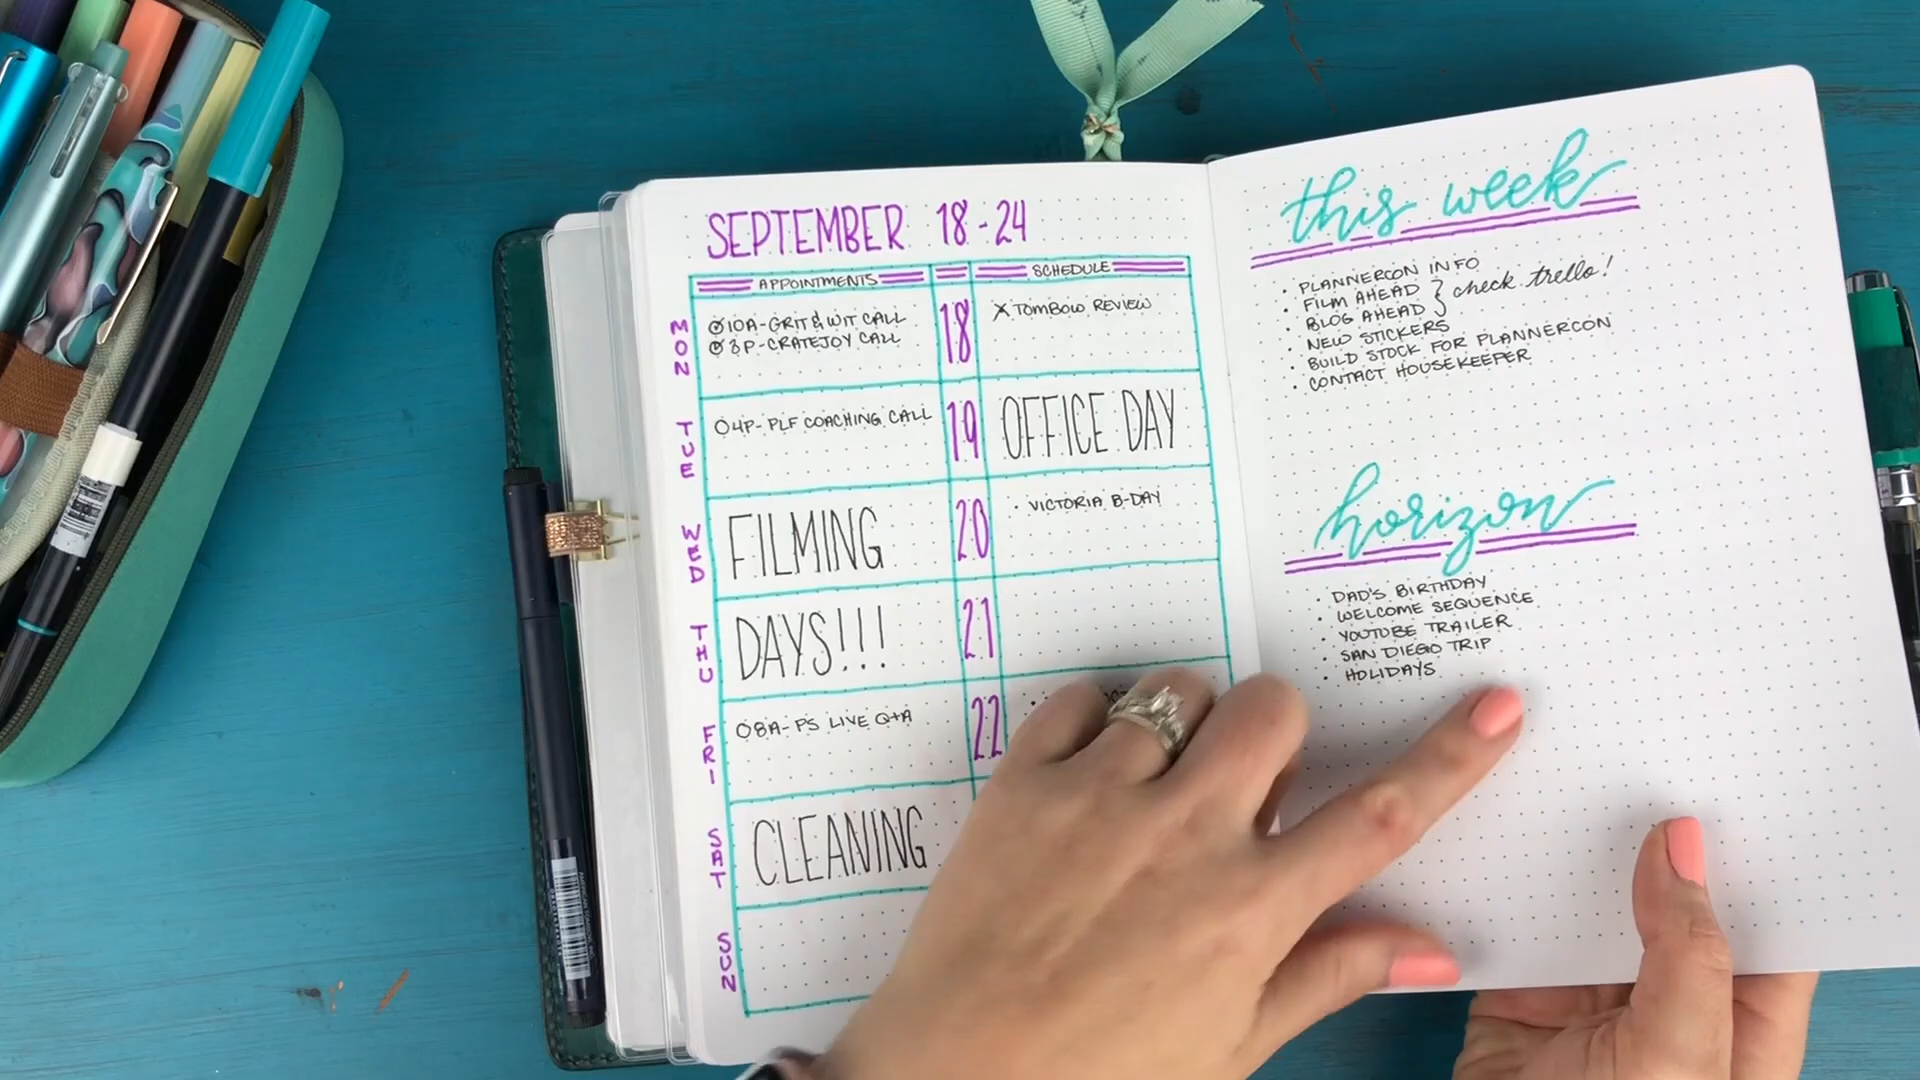 SEPTEMBER 18-24
APPOINTMENTS
SCHEDULE
MON
10A-GRIT & WIT CALL
3P-CRATEJOY CALL
18
TOMBOW REVIEW
TUE
4P-PLF COACHING CALL
19
OFFICE DAY
WED
FILMING
20
VICTORIA B-DAY
THU
DAYS!!!
21
FRI
8A-PS LIVE Q+A
22
SAT
CLEANING
SUN
this week
PLANNERCON INFO
FILM AHEAD
BLOG AHEAD
check trello!
NEW STICKERS
BUILD STOCK FOR PLANNERCON
CONTACT HOUSEKEEPER
horizon
DAD'S BIRTHDAY
WELCOME SEQUENCE
YOUTUBE TRAILER
SAN DIEGO TRIP
HOLIDAYS